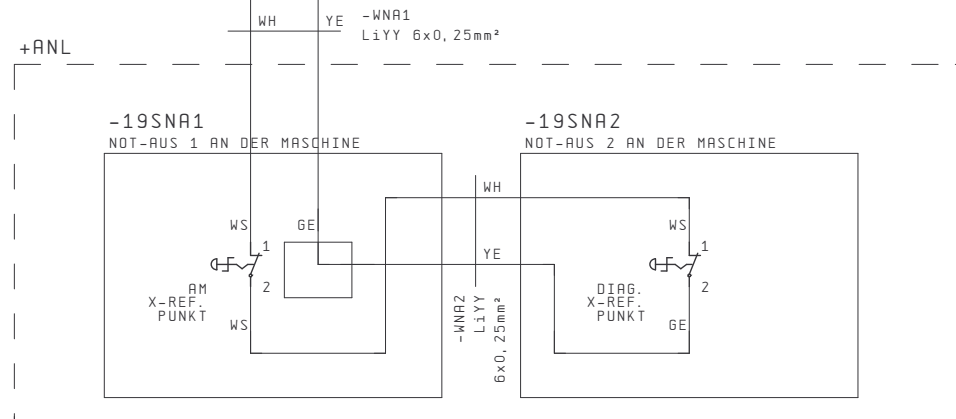 WH
YE
-WNA1
LiYY 6x0,25mm²
+ANL
-19SNA1
NOT-AUS 1 AN DER MASCHINE
-19SNA2
NOT-AUS 2 AN DER MASCHINE
WH
WS
GE
WS
1
YE
1
2
AM
X-REF.
PUNKT
2
DIAG.
X-REF.
PUNKT
WS
GE
-WNA2
LiYY
6x0,25mm²